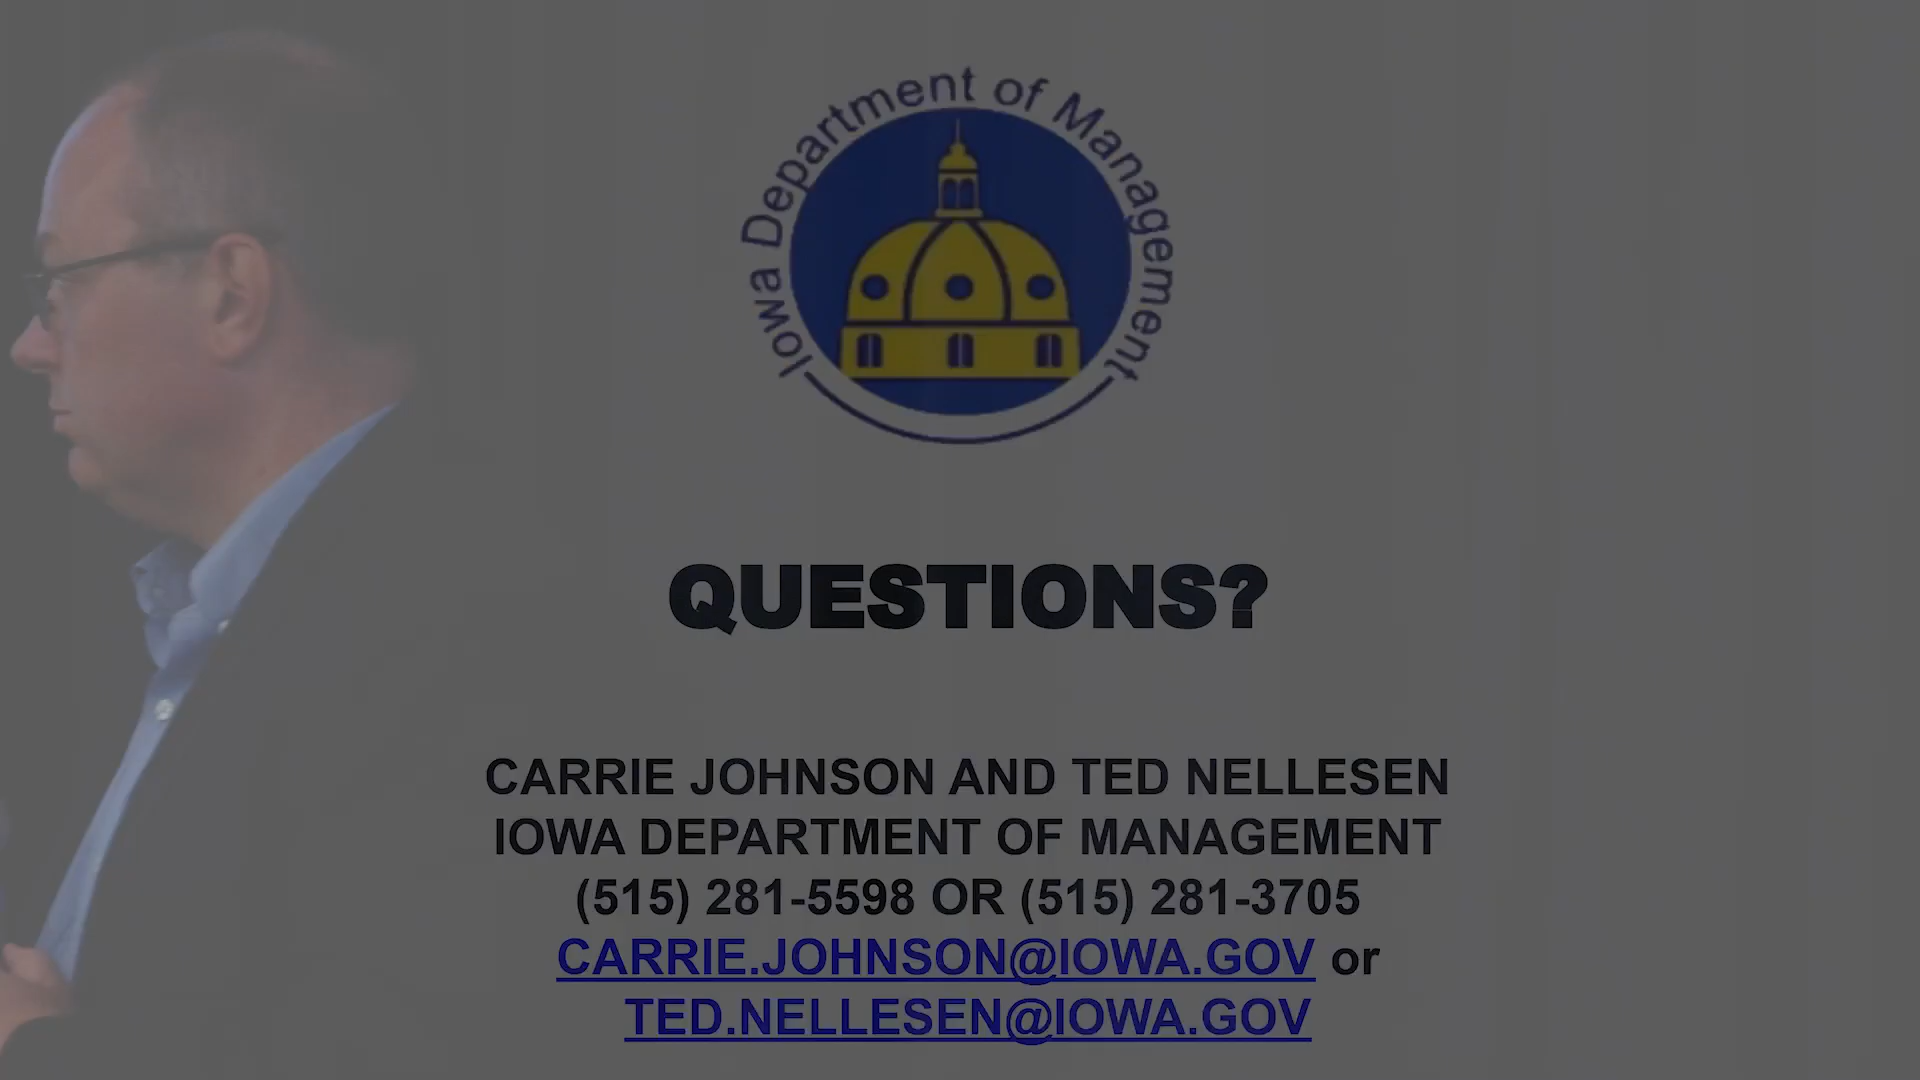 Iowa Department of Management
QUESTIONS?
CARRIE JOHNSON AND TED NELLESEN
IOWA DEPARTMENT OF MANAGEMENT
(515) 281-5598 OR (515) 281-3705
CARRIE.JOHNSON@IOWA.GOV or
TED.NELLESEN@IOWA.GOV